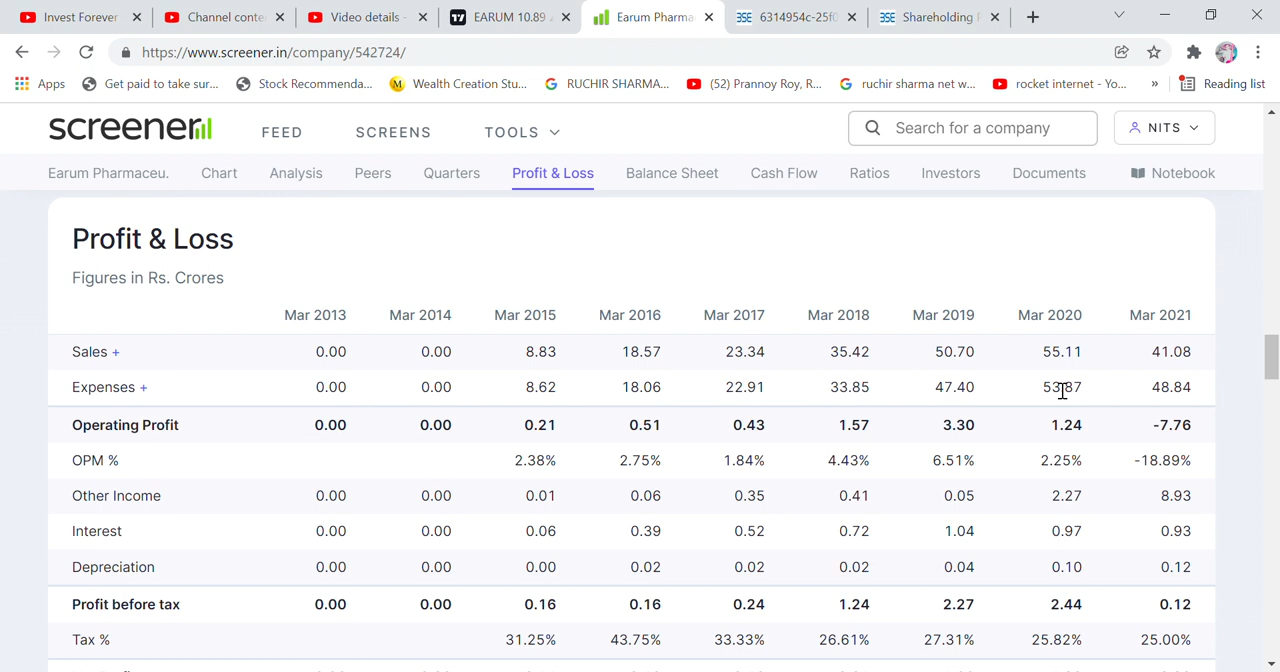 Invest Forever
Channel conte
Video details -
EARUM 10.89
Earum Pharma
6314954c-25f0
Shareholding P
https://www.screener.in/company/542724/
Apps
Get paid to take sur...
Stock Recommenda...
Wealth Creation Stu...
RUCHIR SHARMA...
(52) Prannoy Roy, R...
ruchir sharma net w...
rocket internet - Yo...
»
Reading list
screener
FEED
SCREENS
TOOLS
Search for a company
NITS
Earum Pharmaceu.
Chart
Analysis
Peers
Quarters
Profit & Loss
Balance Sheet
Cash Flow
Ratios
Investors
Documents
Notebook
Profit & Loss
Figures in Rs. Crores
Mar 2013 Mar 2014 Mar 2015 Mar 2016 Mar 2017 Mar 2018 Mar 2019 Mar 2020 Mar 2021
Sales + 0.00 0.00 8.83 18.57 23.34 35.42 50.70 55.11 41.08
Expenses + 0.00 0.00 8.62 18.06 22.91 33.85 47.40 53.87 48.84
Operating Profit 0.00 0.00 0.21 0.51 0.43 1.57 3.30 1.24 -7.76
OPM % 2.38% 2.75% 1.84% 4.43% 6.51% 2.25% -18.89%
Other Income 0.00 0.00 0.01 0.06 0.35 0.41 0.05 2.27 8.93
Interest 0.00 0.00 0.06 0.39 0.52 0.72 1.04 0.97 0.93
Depreciation 0.00 0.00 0.00 0.02 0.02 0.02 0.04 0.10 0.12
Profit before tax 0.00 0.00 0.16 0.16 0.24 1.24 2.27 2.44 0.12
Tax % 31.25% 43.75% 33.33% 26.61% 27.31% 25.82% 25.00%